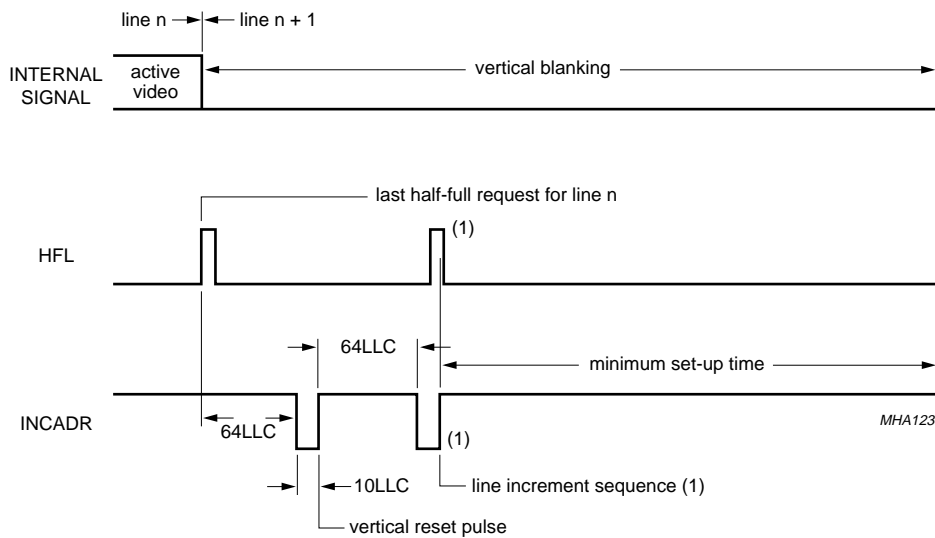 line n
line n + 1
INTERNAL
SIGNAL
active
video
vertical blanking
last half-full request for line n
HFL
(1)
64LLC
minimum set-up time
INCADR
64LLC
(1)
MHA123
10LLC
line increment sequence (1)
vertical reset pulse